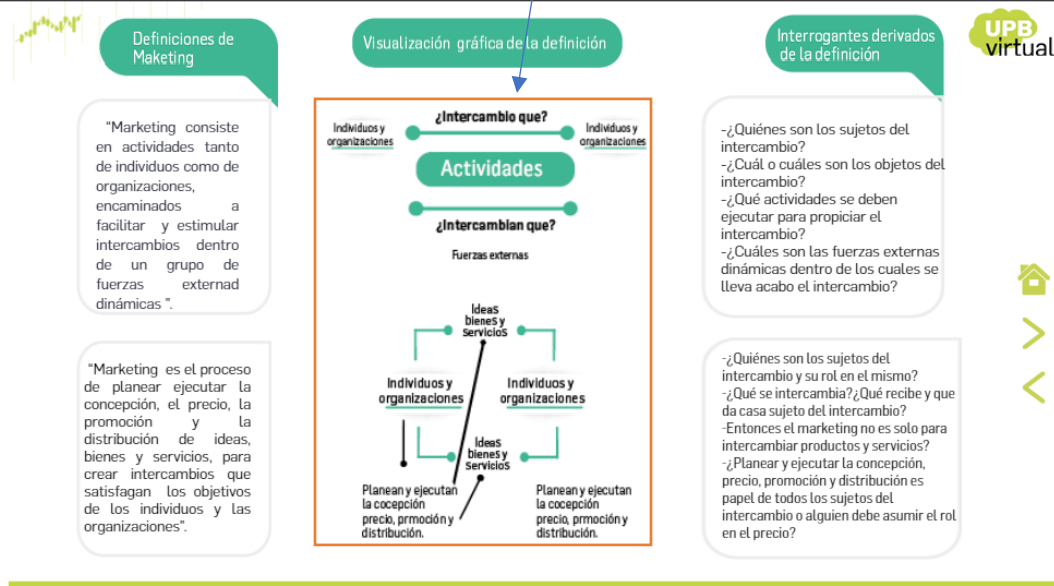 Definiciones de
Maketing
Visualización gráfica de la definición
Interrogantes derivados
de la definición
UPB
virtual
“Marketing consiste
en actividades tanto
de individuos como de
organizaciones,
encaminados a
facilitar y estimular
intercambios dentro
de un grupo de
fuerzas externad
dinámicas ”.
¿Intercambio que?
Individuos y
organizaciones
Individuos y
organizaciones
Actividades
¿Intercambian que?
Fuerzas externas
-¿Quiénes son los sujetos del
intercambio?
-¿Cuál o cuáles son los objetos del
intercambio?
-¿Qué actividades se deben
ejecutar para propiciar el
intercambio?
-¿Cuáles son las fuerzas externas
dinámicas dentro de los cuales se
lleva acabo el intercambio?
“Marketing es el proceso
de planear ejecutar la
concepción, el precio, la
promoción y la
distribución de ideas,
bienes y servicios, para
crear intercambios que
satisfagan los objetivos
de los individuos y las
organizaciones”.
Ideas
bienes y
servicios
Individuos y
organizaciones
Individuos y
organizaciones
Ideas
bienes y
servicios
Planean y ejecutan
la cocepción
precio, prmoción y
distribución.
Planean y ejecutan
la cocepción
precio, prmoción y
distribución.
-¿Quiénes son los sujetos del
intercambio y su rol en el mismo?
-¿Qué se intercambia?¿Qué recibe y que
da casa sujeto del intercambio?
-Entonces el marketing no es solo para
intercambiar productos y servicios?
-¿Planear y ejecutar la concepción,
precio, promoción y distribución es
papel de todos los sujetos del
intercambio o alguien debe asumir el rol
en el precio?